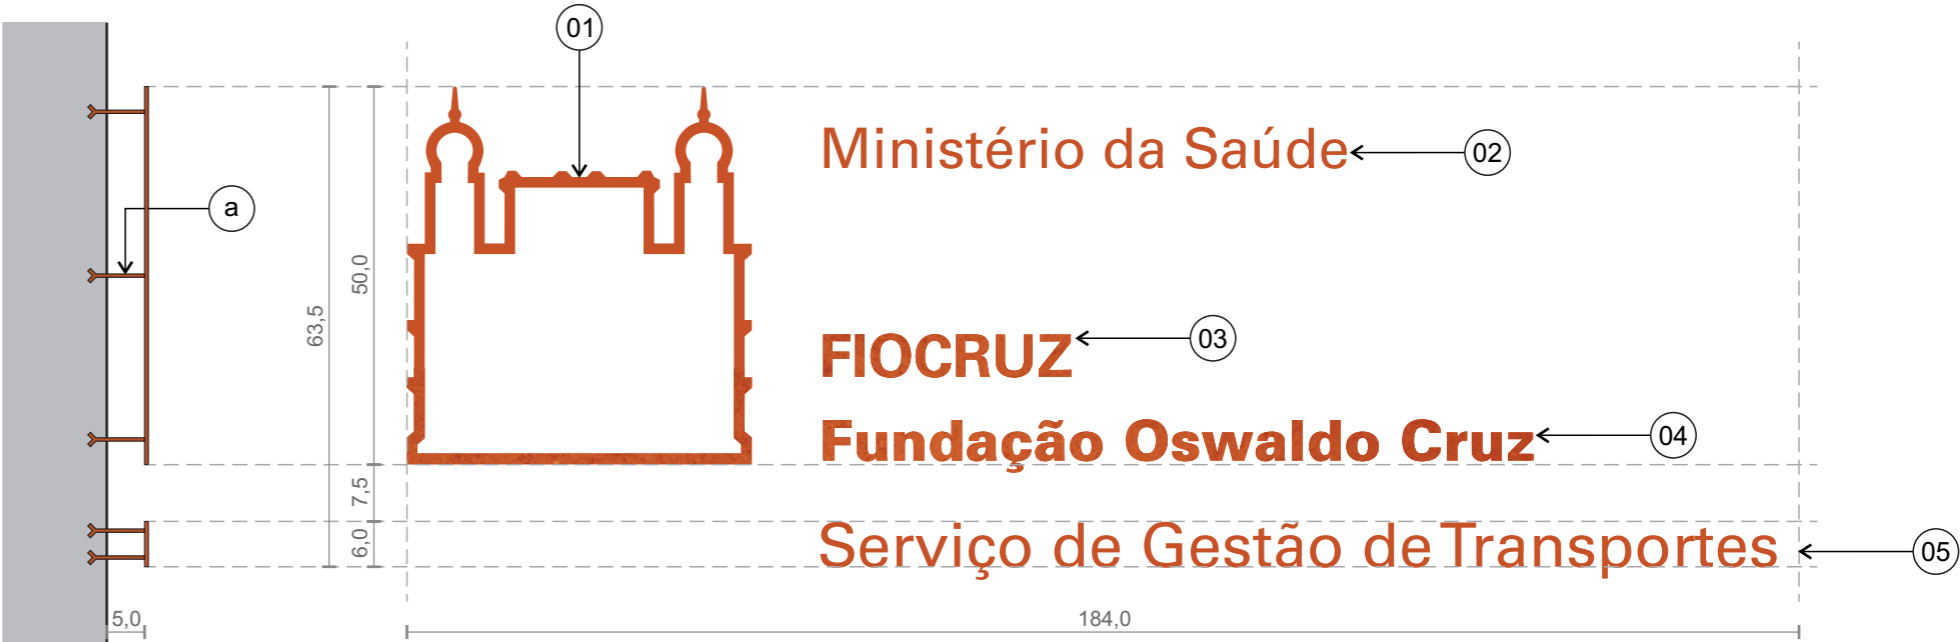 01
Ministério da Saúde
02
a
50,0
63,5
FIOCRUZ
03
Fundação Oswaldo Cruz
04
7,5
6,0
Serviço de Gestão de Transportes
05
5,0
184,0